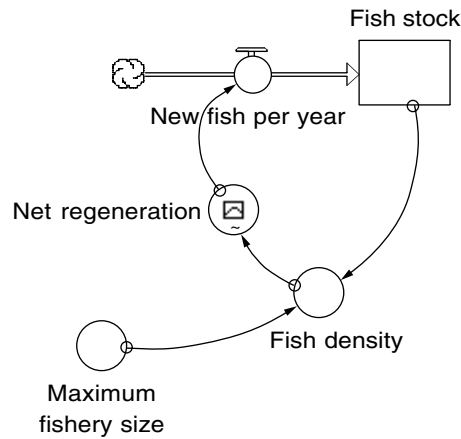 Fish stock
New fish per year
Net regeneration
~
Fish density
Maximum
fishery size